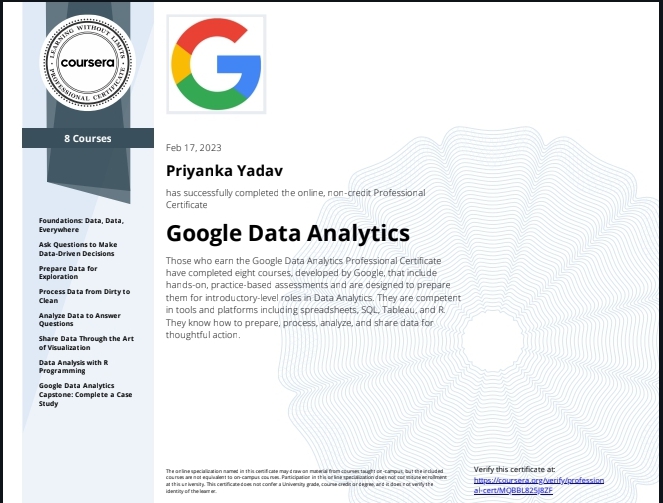 LEARNING WITHOUT LIMITS
coursera
PROFESSIONAL CERTIFICATE
8 Courses
Foundations: Data, Data,
Everywhere
Ask Questions to Make
Data-Driven Decisions
Prepare Data for
Exploration
Process Data from Dirty to
Clean
Analyze Data to Answer
Questions
Share Data Through the Art
of Visualization
Data Analysis with R
Programming
Google Data Analytics
Capstone: Complete a Case
Study
Feb 17, 2023
Priyanka Yadav
has successfully completed the online, non-credit Professional
Certificate
Google Data Analytics
Those who earn the Google Data Analytics Professional Certificate
have completed eight courses, developed by Google, that include
hands-on, practice-based assessments and are designed to prepare
them for introductory-level roles in Data Analytics. They are competent
in tools and platforms including spreadsheets, SQL, Tableau, and R.
They know how to prepare, process, analyze, and share data for
thoughtful action.
The online specialization named in this certificate may draw on material from courses taught on-campus, but the included
courses are not equivalent to on-campus courses. Participation in this online specialization does not constitute enrollment
at this university. This certificate does not confer a University grade, course credit or degree, and it does not verify the
identity of the learner.
Verify this certificate at:
https://coursera.org/verify/profession
al-cert/MQBBL825J8ZF